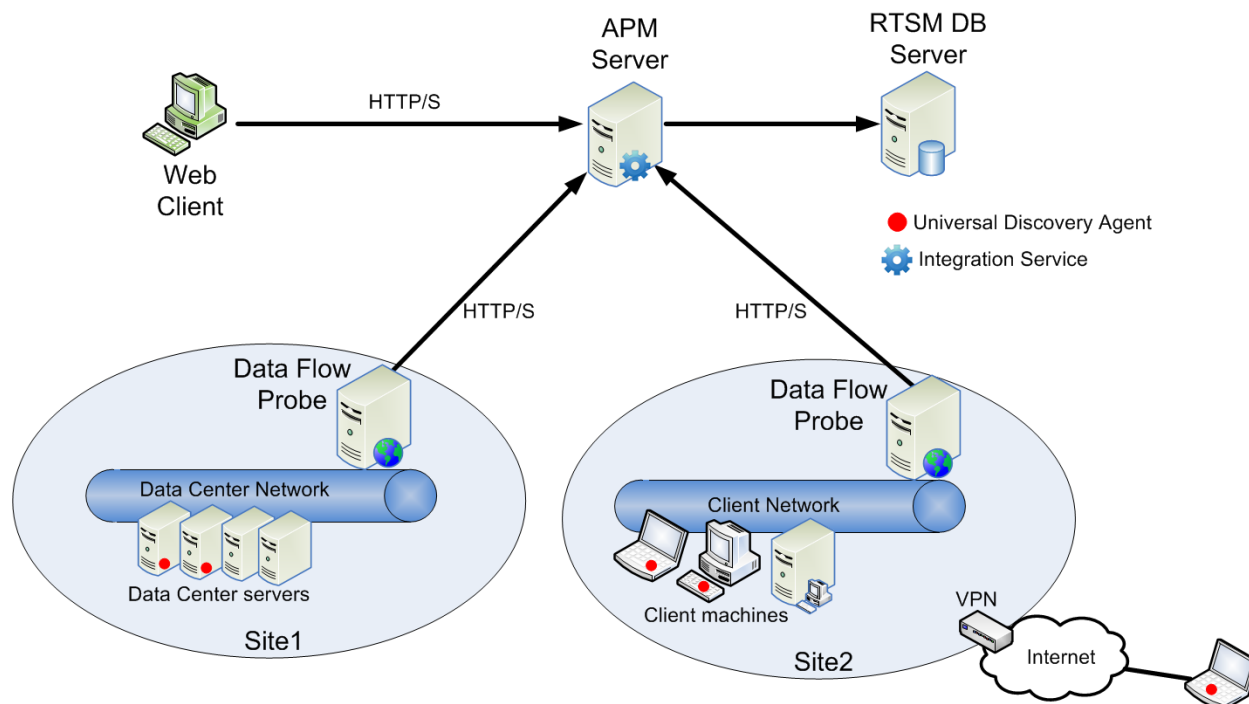 APM
Server
RTSM DB
Server
HTTP/S
Web
Client
Universal Discovery Agent
Integration Service
HTTP/S
HTTP/S
Data Flow
Probe
Data Center Network
Data Center servers
Site1
Data Flow
Probe
Client Network
Client machines
Site2
VPN
Internet